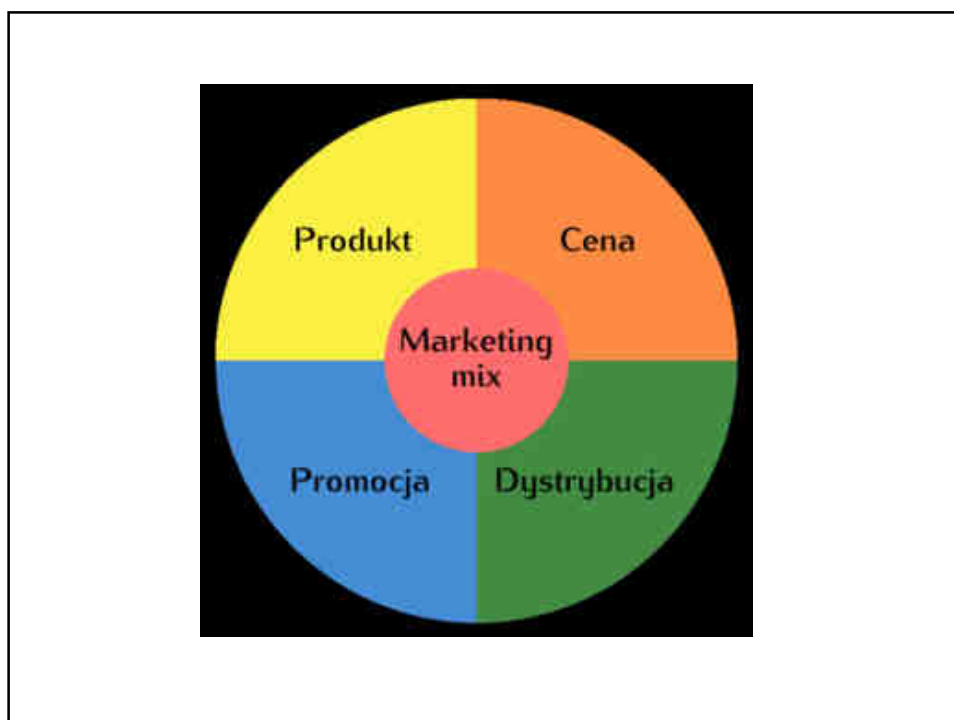 Produkt
Cena
Marketing
mix
Promocja
Dystrybucja